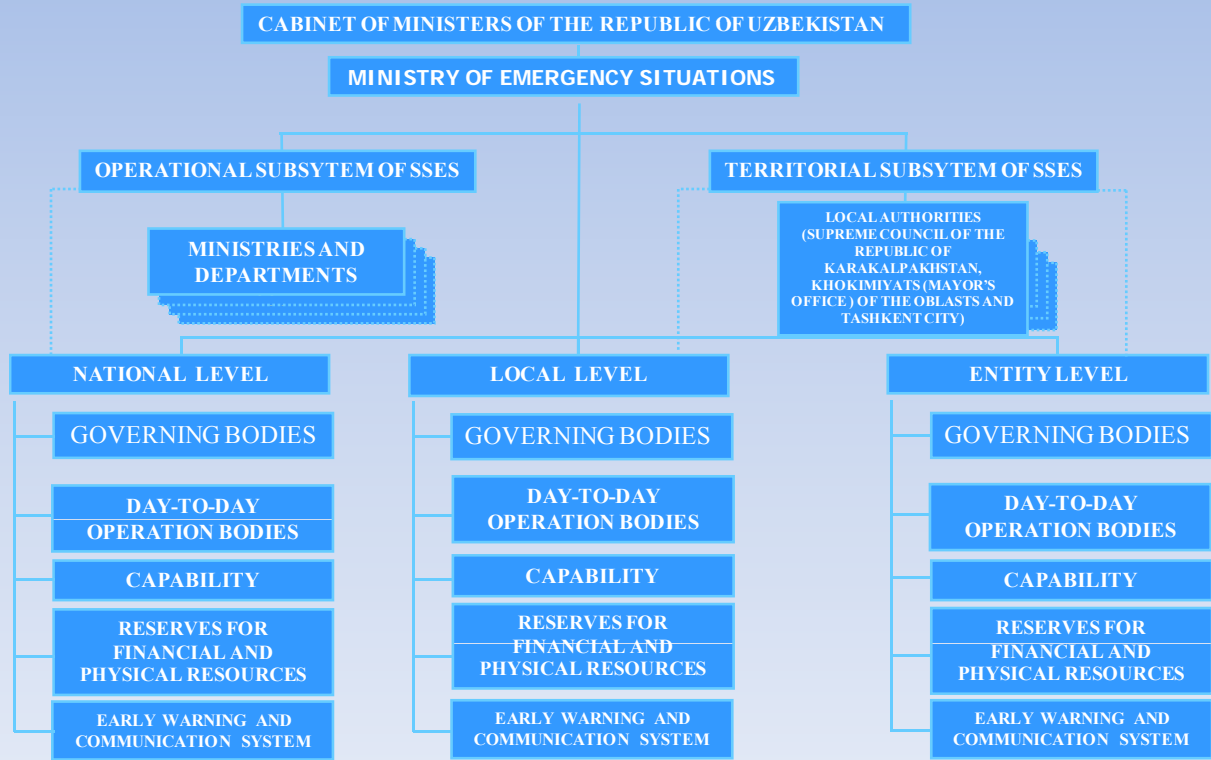 CABINET OF MINISTERS OF THE REPUBLIC OF UZBEKISTAN
MINISTRY OF EMERGENCY SITUATIONS
OPERATIONAL SUBSYTEM OF SSES
TERRITORIAL SUBSYTEM OF SSES
MINISTRIES AND
DEPARTMENTS
LOCAL AUTHORITIES
(SUPREME COUNCIL OF THE
REPUBLIC OF
KARAKALPAKHSTAN,
KHOKIMIYATS (MAYOR'S
OFFICE ) OF THE OBLASTS AND
TASHKENT CITY)
NATIONAL LEVEL
GOVERNING BODIES
DAY-TO-DAY
OPERATION BODIES
CAPABILITY
RESERVES FOR
FINANCIAL AND
PHYSICAL RESOURCES
EARLY WARNING AND
COMMUNICATION SYSTEM
LOCAL LEVEL
GOVERNING BODIES
DAY-TO-DAY
OPERATION BODIES
CAPABILITY
RESERVES FOR
FINANCIAL AND
PHYSICAL RESOURCES
EARLY WARNING AND
COMMUNICATION SYSTEM
ENTITY LEVEL
GOVERNING BODIES
DAY-TO-DAY
OPERATION BODIES
CAPABILITY
RESERVES FOR
FINANCIAL AND
PHYSICAL RESOURCES
EARLY WARNING AND
COMMUNICATION SYSTEM